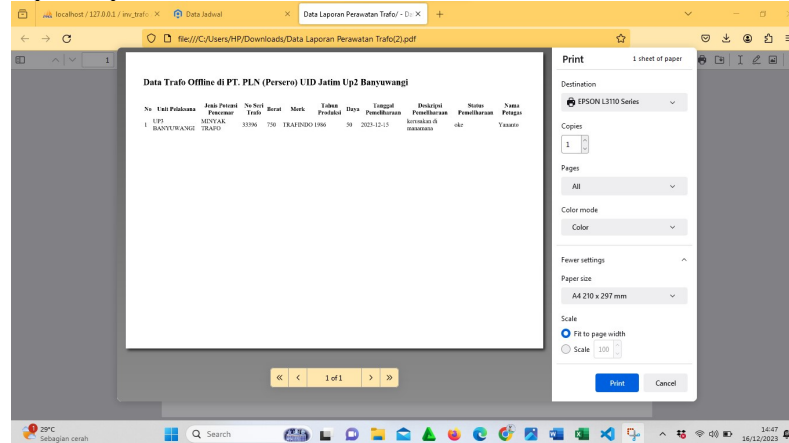 localhost / 127.0.0.1 / inv_trafo
Data Jadwal
Data Laporan Perawatan Trafo/ - Da
file:///C:/Users/HP/Downloads/Data Laporan Perawatan Trafo(2).pdf
1
Data Trafo Offline di PT. PLN (Persero) UID Jatim Up2 Banyuwangi
No Unit Pelaksana Jenis Potensi Pencemar No Seri Trafo Berat Merk Tahun Produksi Daya Tanggal Pemeliharaan Deskripsi Pemeliharaan Status Pemeliharaan Nama Petugas
1 UP3 BANYUWANGI MINYAK TRAFO 33396 750 TRAFINDO 1986 50 2023-12-15 kerusakan di manamana oke Yananto
1 of 1
Print 1 sheet of paper
Destination
EPSON L3110 Series
Copies
1
Pages
All
Color mode
Color
Fewer settings
Paper size
A4 210 x 297 mm
Scale
Fit to page width
Scale 100
Print Cancel
29°C
Sebagian cerah
Search
14:47
16/12/2023